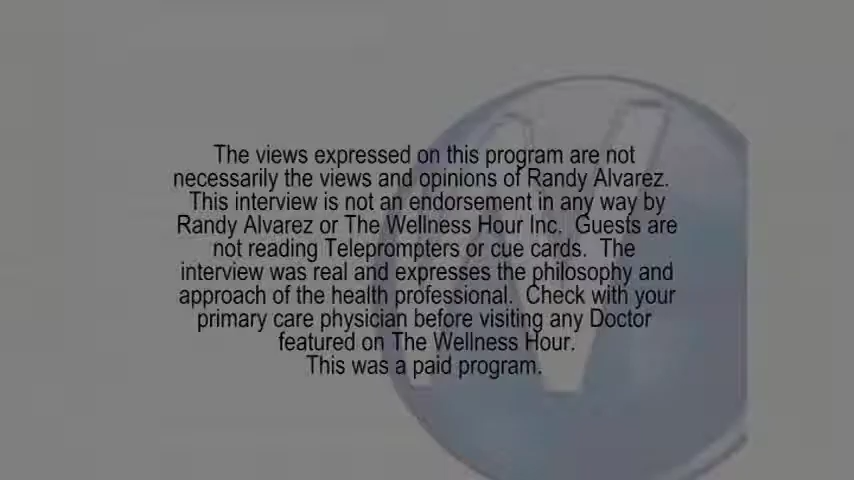 The views expressed on this program are not
necessarily the views and opinions of Randy Alvarez.
This interview is not an endorsement in any way by
Randy Alvarez or The Wellness Hour Inc.  Guests are
not reading Teleprompters or cue cards.  The
interview was real and expresses the philosophy and
approach of the health professional.  Check with your
primary care physician before visiting any Doctor
featured on The Wellness Hour.
This was a paid program.